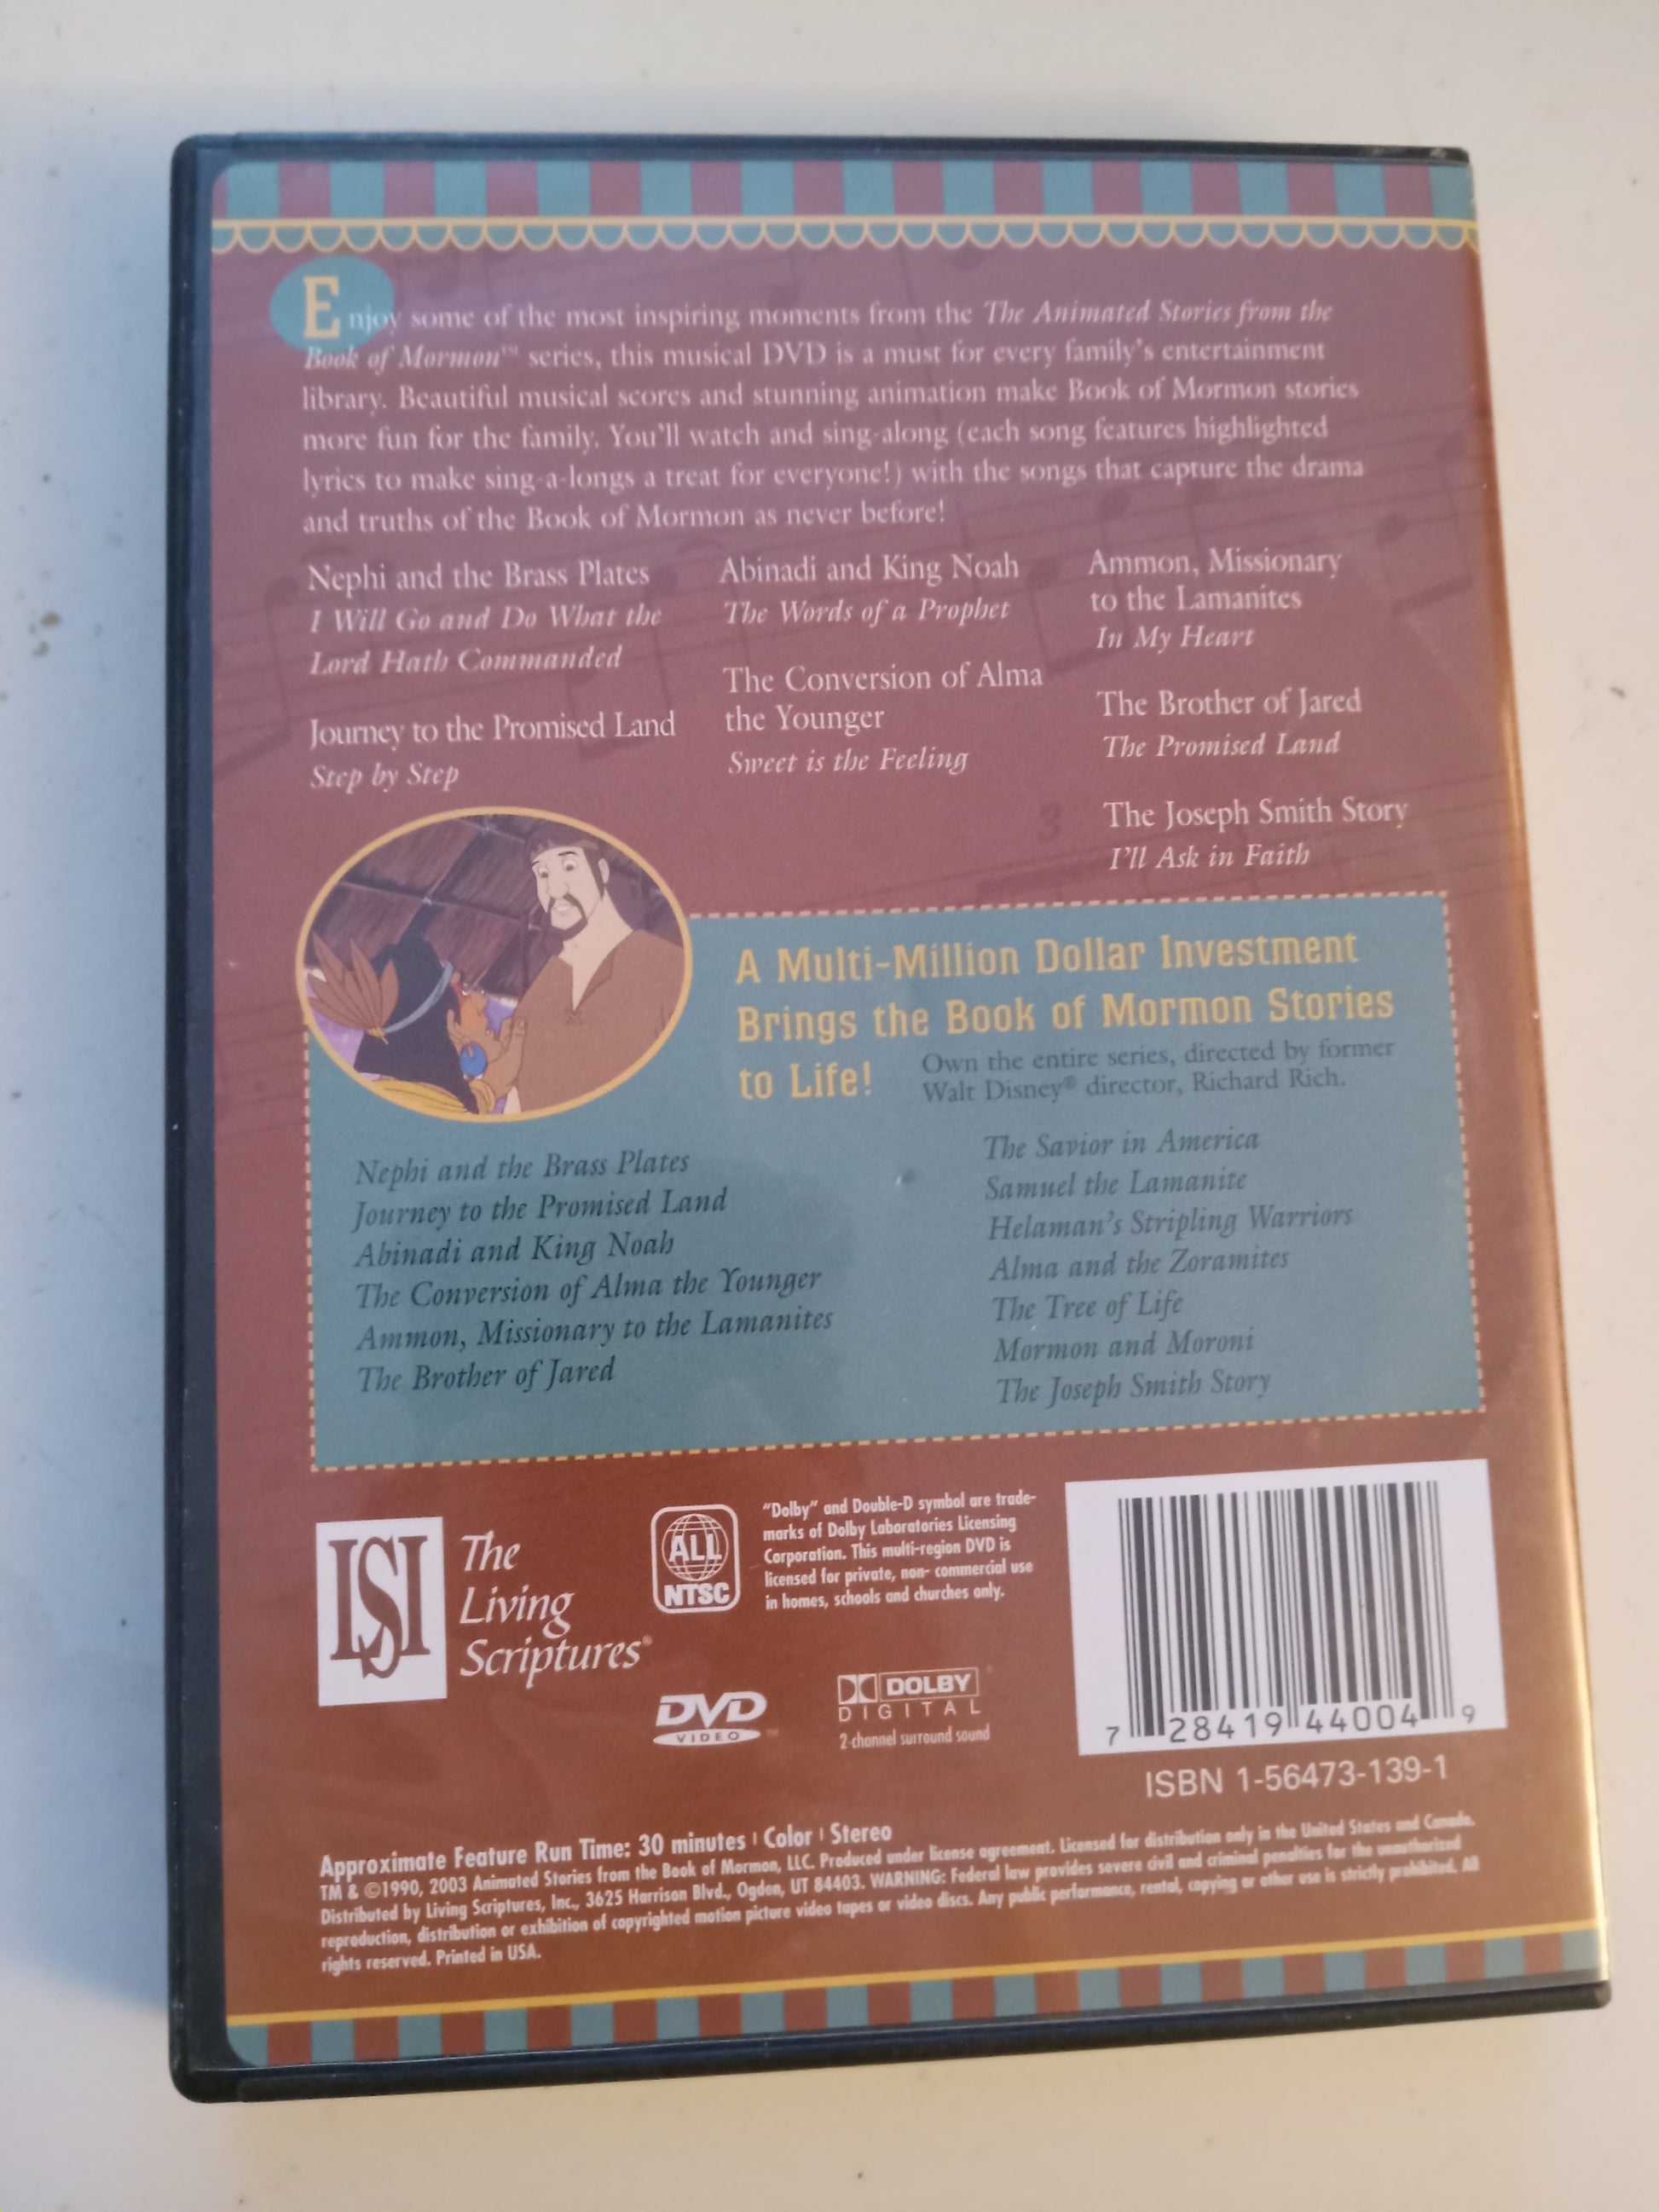 Enjoy some of the most inspiring moments from the The Animated Stories from the
Book of Mormon™ series, this musical DVD is a must for every family's entertainment
library. Beautiful musical scores and stunning animation make Book of Mormon stories
more fun for the family. You'll watch and sing-along (each song features highlighted
lyrics to make sing-a-longs a treat for everyone!) with the songs that capture the drama
and truths of the Book of Mormon as never before!
Nephi and the Brass Plates
I Will Go and Do What the
Lord Hath Commanded
Journey to the Promised Land
Step by Step
Abinadi and King Noah
The Words of a Prophet
The Conversion of Alma
the Younger
Sweet is the Feeling
Ammon, Missionary
to the Lamanites
In My Heart
The Brother of Jared
The Promised Land
The Joseph Smith Story
I'll Ask in Faith
A Multi-Million Dollar Investment
Brings the Book of Mormon Stories
to Life!
Own the entire series, directed by former
Walt Disney® director, Richard Rich.
Nephi and the Brass Plates
Journey to the Promised Land
Abinadi and King Noah
The Conversion of Alma the Younger
Ammon, Missionary to the Lamanites
The Brother of Jared
The Savior in America
Samuel the Lamanite
Helaman's Stripling Warriors
Alma and the Zoramites
The Tree of Life
Mormon and Moroni
The Joseph Smith Story
LSI
The
Living
Scriptures®
ALL
NTSC
"Dolby" and Double-D symbol are trade-
marks of Dolby Laboratories Licensing
Corporation. This multi-region DVD is
licensed for private, non- commercial use
in homes, schools and churches only.
DVD
VIDEO™
DOLBY®
DIGITAL
2-channel surround sound
7 28419 44004 9
ISBN 1-56473-139-1
Approximate Feature Run Time: 30 minutes | Color | Stereo
TM & ©1990, 2003 Animated Stories from the Book of Mormon, LLC. Produced under license agreement. Licensed for distribution only in the United States and Canada.
Distributed by Living Scriptures, Inc., 3625 Harrison Blvd., Ogden, UT 84403. WARNING: Federal law provides severe civil and criminal penalties for the unauthorized
reproduction, distribution or exhibition of copyrighted motion picture video tapes or video discs. Any public performance, rental, copying or other use is strictly prohibited. All
rights reserved. Printed in USA.